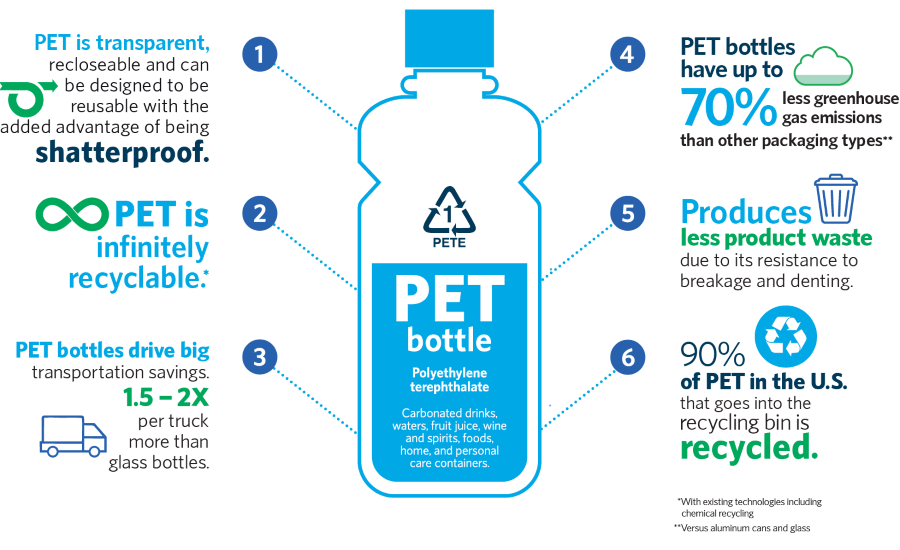 1
PET is transparent,
recloseable and can
be designed to be
reusable with the
added advantage of being
shatterproof.
2
PET is
infinitely
recyclable.*
3
PET bottles drive big
transportation savings.
1.5 – 2X
per truck
more than
glass bottles.
1
PETE
PET
bottle
Polyethylene
terephthalate
Carbonated drinks,
waters, fruit juice, wine
and spirits, foods,
home, and personal
care containers.
4
PET bottles
have up to
70% less greenhouse
gas emissions
than other packaging types**
5
Produces
less product waste
due to its resistance to
breakage and denting.
6
90%
of PET in the U.S.
that goes into the
recycling bin is
recycled.
*With existing technologies including
chemical recycling
**Versus aluminum cans and glass